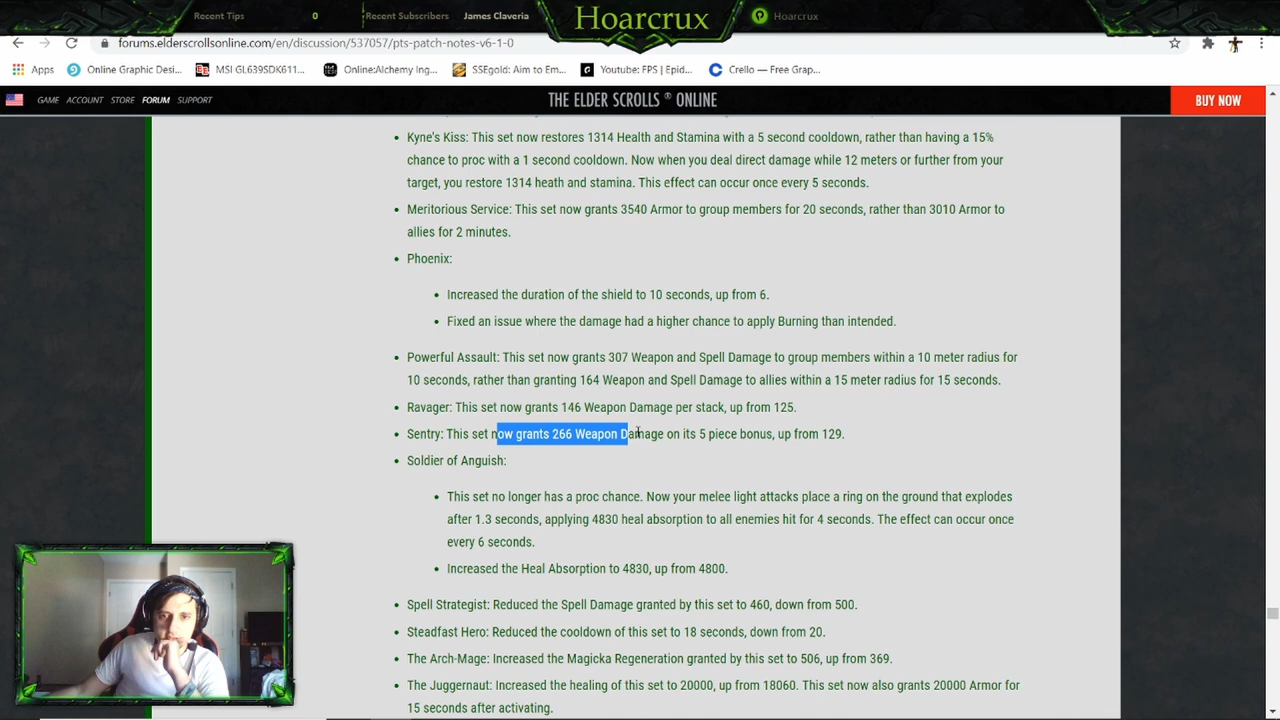 Recent Tips 0 Recent Subscribers James Claveria Hoarcrux Hoarcrux
forums.elderscrollsonline.com/en/discussion/537057/pts-patch-notes-v6-1-0
Apps Online Graphic Desi... MSI GL639SDK611... Online:Alchemy Ing... SSEgold: Aim to Em... Youtube: FPS | Epid... Crello — Free Grap...
GAME ACCOUNT STORE FORUM SUPPORT THE ELDER SCROLLS ® ONLINE BUY NOW
• Kyne's Kiss: This set now restores 1314 Health and Stamina with a 5 second cooldown, rather than having a 15%
chance to proc with a 1 second cooldown. Now when you deal direct damage while 12 meters or further from your
target, you restore 1314 heath and stamina. This effect can occur once every 5 seconds.
• Meritorious Service: This set now grants 3540 Armor to group members for 20 seconds, rather than 3010 Armor to
allies for 2 minutes.
• Phoenix:
• Increased the duration of the shield to 10 seconds, up from 6.
• Fixed an issue where the damage had a higher chance to apply Burning than intended.
• Powerful Assault: This set now grants 307 Weapon and Spell Damage to group members within a 10 meter radius for
10 seconds, rather than granting 164 Weapon and Spell Damage to allies within a 15 meter radius for 15 seconds.
• Ravager: This set now grants 146 Weapon Damage per stack, up from 125.
• Sentry: This set now grants 266 Weapon Damage on its 5 piece bonus, up from 129.
• Soldier of Anguish:
• This set no longer has a proc chance. Now your melee light attacks place a ring on the ground that explodes
after 1.3 seconds, applying 4830 heal absorption to all enemies hit for 4 seconds. The effect can occur once
every 6 seconds.
• Increased the Heal Absorption to 4830, up from 4800.
• Spell Strategist: Reduced the Spell Damage granted by this set to 460, down from 500.
• Steadfast Hero: Reduced the cooldown of this set to 18 seconds, down from 20.
• The Arch-Mage: Increased the Magicka Regeneration granted by this set to 506, up from 369.
• The Juggernaut: Increased the healing of this set to 20000, up from 18060. This set now also grants 20000 Armor for
15 seconds after activating.